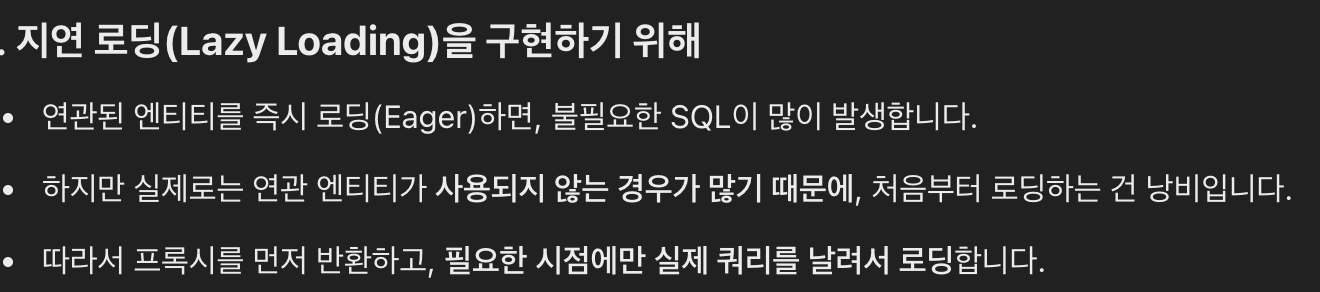 . 지연 로딩(Lazy Loading)을 구현하기 위해
• 연관된 엔티티를 즉시 로딩(Eager)하면, 불필요한 SQL이 많이 발생합니다.
• 하지만 실제로는 연관 엔티티가 사용되지 않는 경우가 많기 때문에, 처음부터 로딩하는 건 낭비입니다.
• 따라서 프록시를 먼저 반환하고, 필요한 시점에만 실제 쿼리를 날려서 로딩합니다.